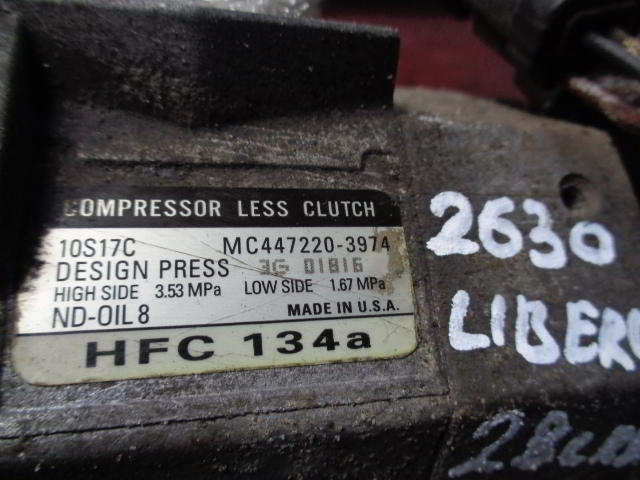 COMPRESSOR LESS CLUTCH
10S17C MC447220-3974
DESIGN PRESS 3G 01816
HIGH SIDE 3.53 MPa LOW SIDE 1.67 MPa
ND-OIL 8 MADE IN U.S.A.
HFC 134a
2630
LIBER